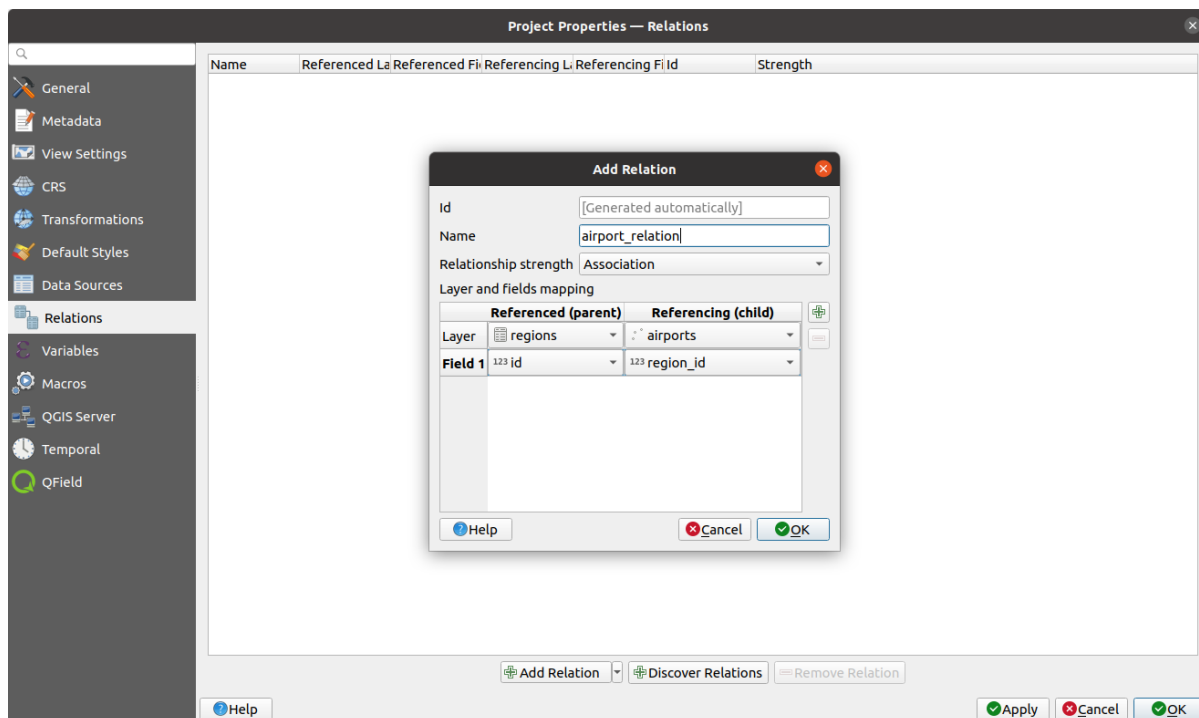 Project Properties — Relations
General
Metadata
View Settings
CRS
Transformations
Default Styles
Data Sources
Relations
Variables
Macros
QGIS Server
Temporal
QField
Name Referenced La Referenced Fi Referencing La Referencing Fi Id Strength
Add Relation
Id [Generated automatically]
Name airport_relation
Relationship strength Association
Layer and fields mapping
Referenced (parent) Referencing (child)
Layer regions airports
Field 1 123 id 123 region_id
Help Cancel OK
Add Relation Discover Relations Remove Relation
Help Apply Cancel OK